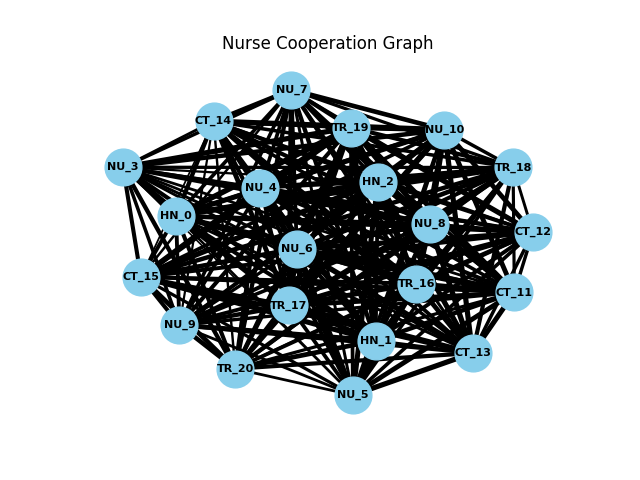 Nurse Cooperation Graph
NU_7
CT_14
TR_19
NU_10
NU_3
TR_18
HN_2
NU_4
HN_0
NU_8
CT_12
NU_6
CT_15
TR_16
CT_11
TR_17
NU_9
HN_1
CT_13
TR_20
NU_5